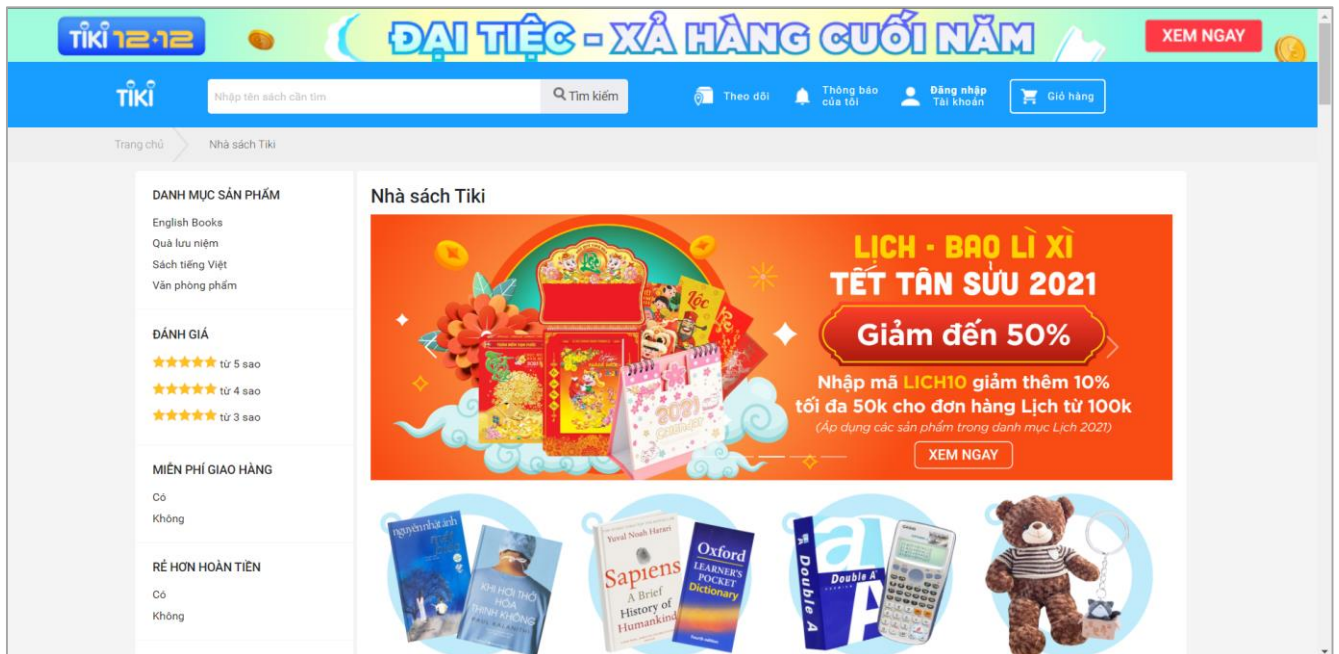 TIKI 12.12
ĐẠI TIỆC - XẢ HÀNG CUỐI NĂM
XEM NGAY
TIKI
Nhập tên sách cần tìm
Tìm kiếm
Theo dõi
Thông báo của tôi
Đăng nhập
Tài khoản
Giỏ hàng
Trang chủ
Nhà sách Tiki
DANH MỤC SẢN PHẨM
English Books
Quà lưu niệm
Sách tiếng Việt
Văn phòng phẩm
ĐÁNH GIÁ
từ 5 sao
từ 4 sao
từ 3 sao
MIỄN PHÍ GIAO HÀNG
Có
Không
RẺ HƠN HOÀN TIỀN
Có
Không
Nhà sách Tiki
LỊCH - BAO LÌ XÌ
TẾT TÂN SỬU 2021
Giảm đến 50%
Nhập mã LICH10 giảm thêm 10%
tối đa 50k cho đơn hàng Lịch từ 100k
(Áp dụng các sản phẩm trong danh mục Lịch 2021)
XEM NGAY
Lộc
2021
Calendar
nguyễn nhật ánh
KHI HƠI THỞ
HÓA
THINH KHÔNG
PAUL KALANITHI
Yuval Noah Harari
Sapiens
A Brief
History of
Humankind
Oxford
LEARNER'S
POCKET
Dictionary
Fourth edition
Double A
Double A
CASIO